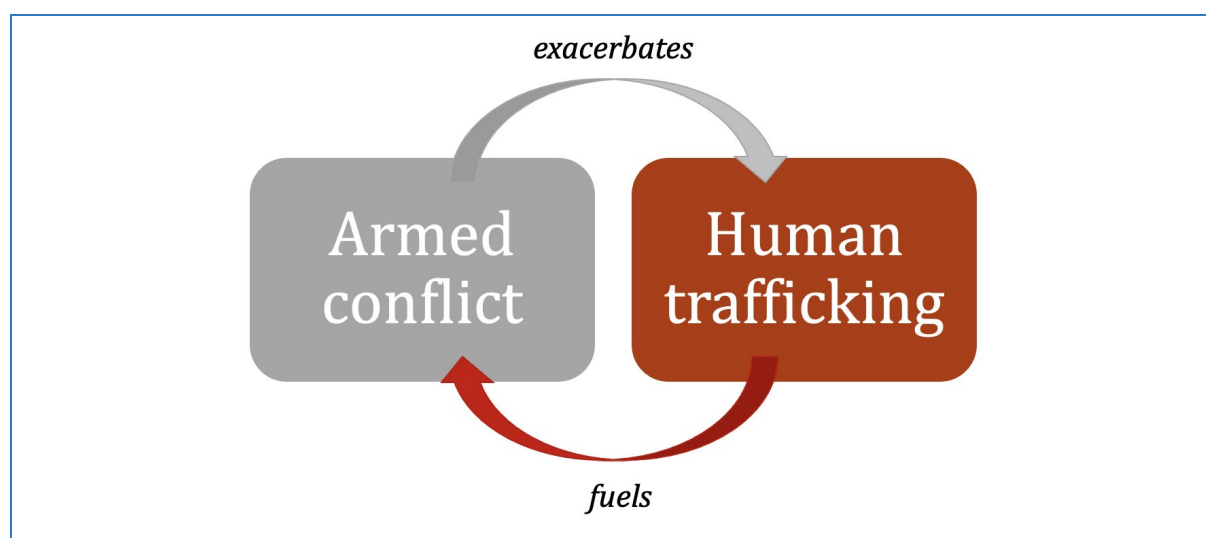 exacerbates
Armed
conflict
Human
trafficking
fuels